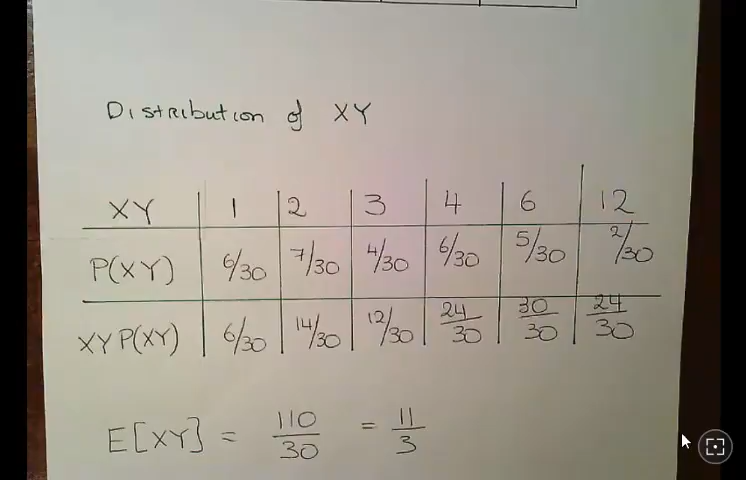 Distribution of XY
XY 1 2 3 4 6 12
P(XY) 6/30 7/30 4/30 6/30 5/30 2/30
XY P(XY) 6/30 14/30 12/30 24/30 30/30 24/30
E[XY] = 110/30 = 11/3